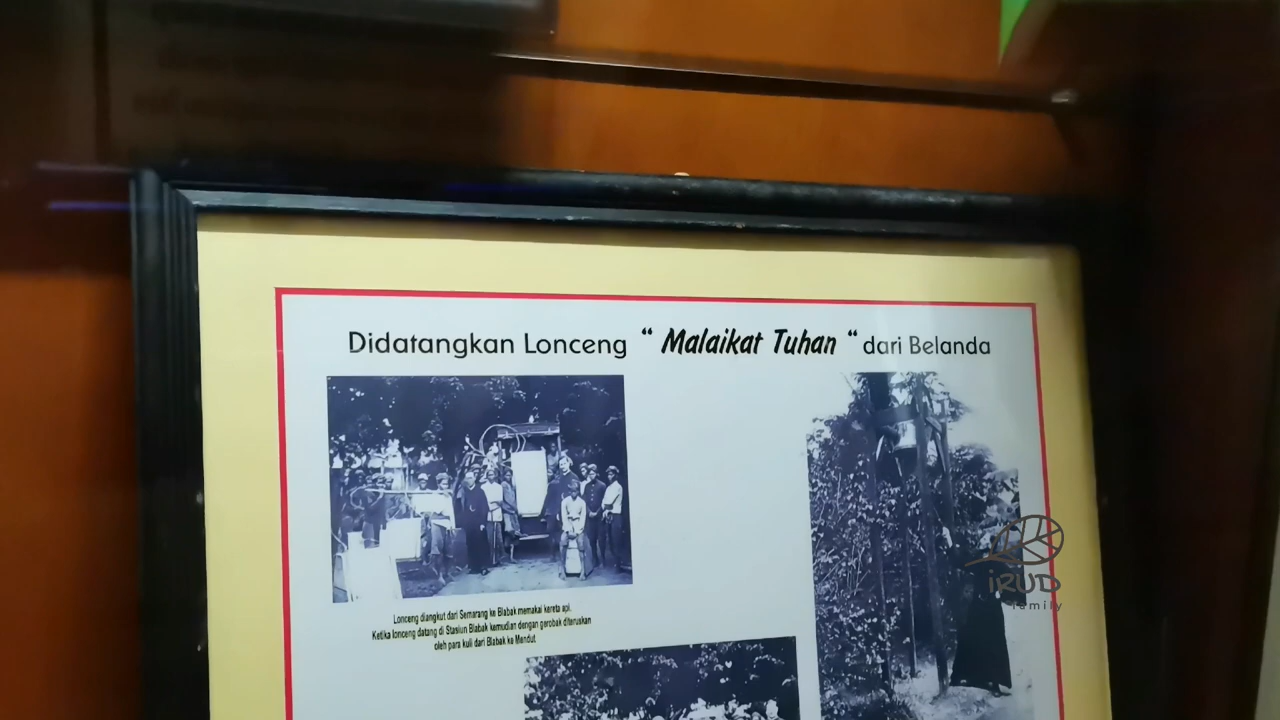 Didatangkan Lonceng “ Malaikat Tuhan “ dari Belanda
Lonceng diangkut dari Semarang ke Blabak memakai kereta api.
Ketika lonceng datang di Stasiun Blabak kemudian dengan gerobak diteruskan
oleh para kuli dari Blabak ke Mendut
iRUD
family